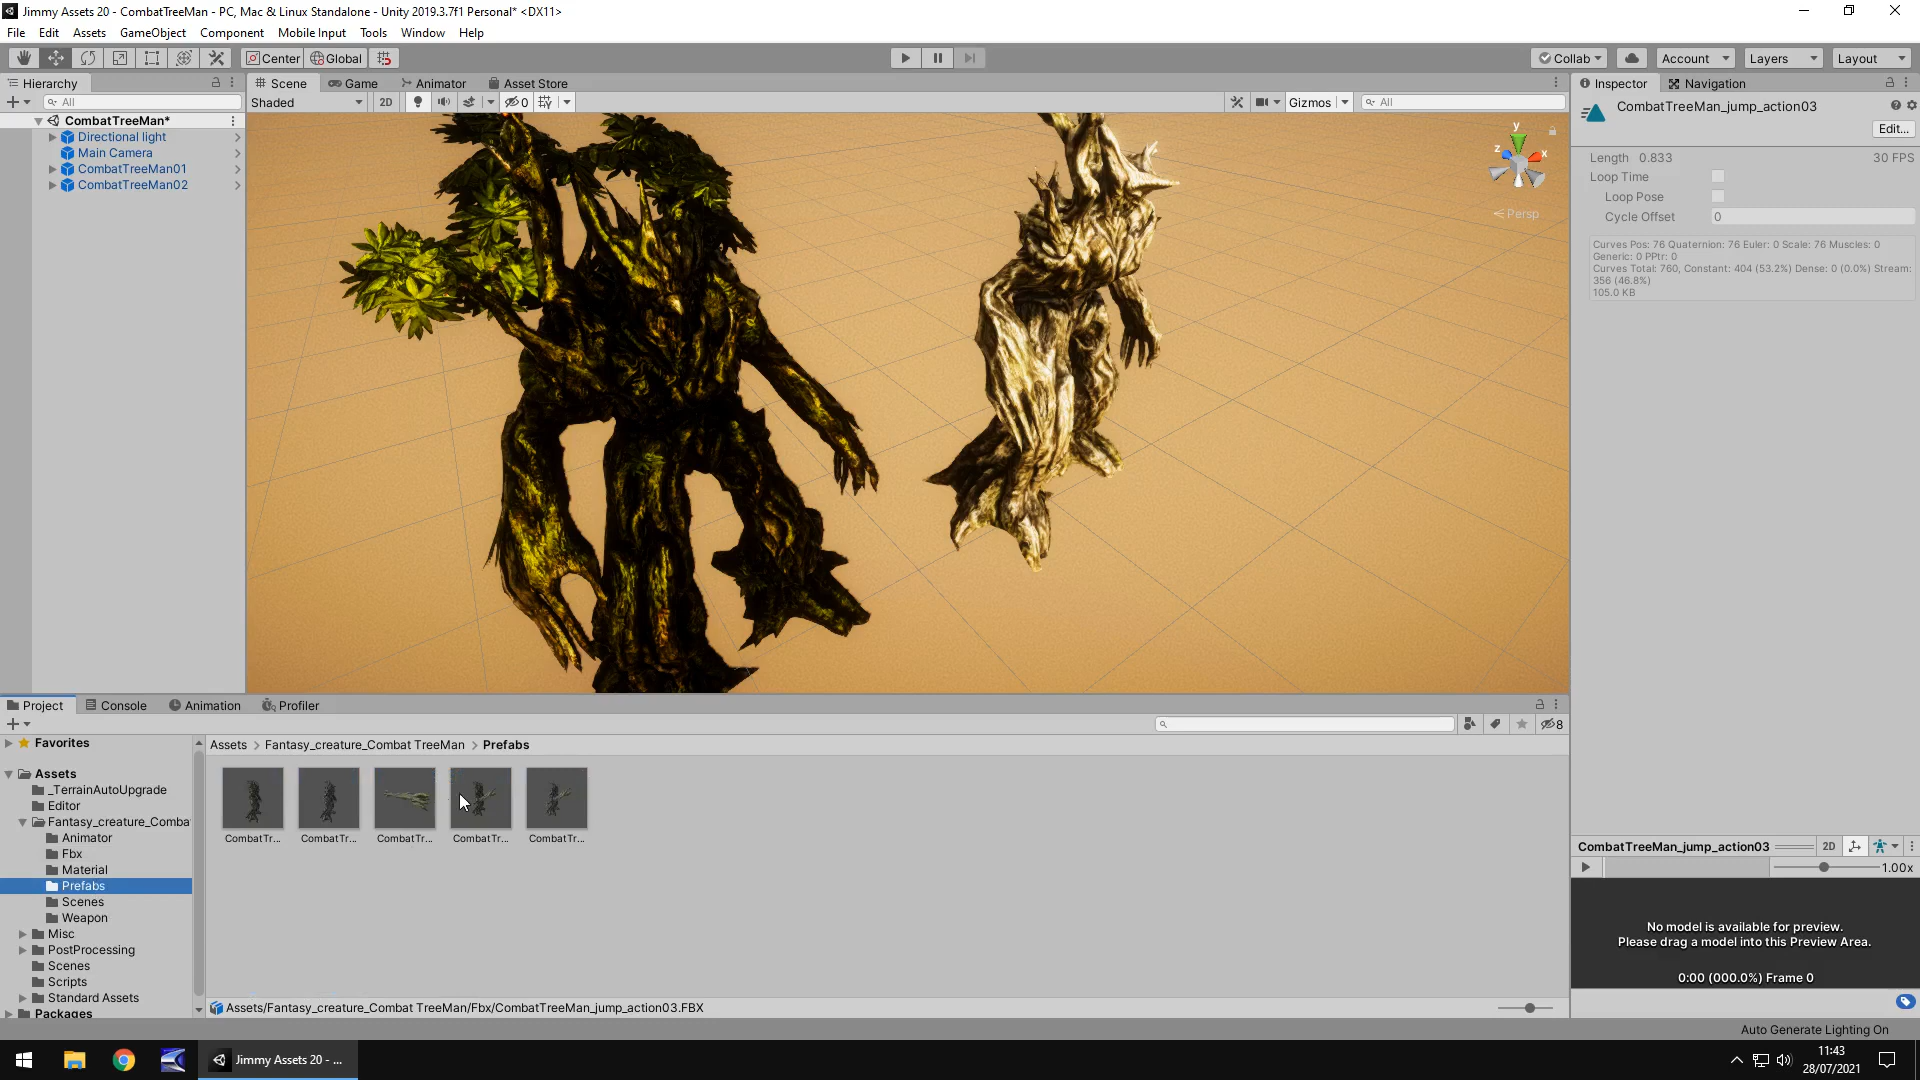 Jimmy Assets 20 - CombatTreeMan - PC, Mac & Linux Standalone - Unity 2019.3.7f1 Personal* <DX11>
File Edit Assets GameObject Component Mobile Input Tools Window Help
Center Global Collab Account Layers Layout
Hierarchy
All
CombatTreeMan*
Directional light
Main Camera
CombatTreeMan01
CombatTreeMan02
Scene Game Animator Asset Store
Shaded 2D 0 Gizmos All
y
z
x
< Persp
Inspector Navigation
CombatTreeMan_jump_action03
Edit...
Length 0.833 30 FPS
Loop Time
Loop Pose
Cycle Offset 0
Curves Pos: 76 Quaternion: 76 Euler: 0 Scale: 76 Muscles: 0
Generic: 0 PPtr: 0
Curves Total: 760, Constant: 404 (53.2%) Dense: 0 (0.0%) Stream:
356 (46.8%)
105.0 KB
Project Console Animation Profiler
8
Favorites
Assets
_TerrainAutoUpgrade
Editor
Fantasy_creature_Comba
Animator
Fbx
Material
Prefabs
Scenes
Weapon
Misc
PostProcessing
Scenes
Scripts
Standard Assets
Packages
Assets > Fantasy_creature_Combat TreeMan > Prefabs
CombatTr... CombatTr... CombatTr... CombatTr... CombatTr...
Assets/Fantasy_creature_Combat TreeMan/Fbx/CombatTreeMan_jump_action03.FBX
CombatTreeMan_jump_action03 2D
1.00x
No model is available for preview.
Please drag a model into this Preview Area.
0:00 (000.0%) Frame 0
Auto Generate Lighting On
Jimmy Assets 20 - ...
11:43
28/07/2021